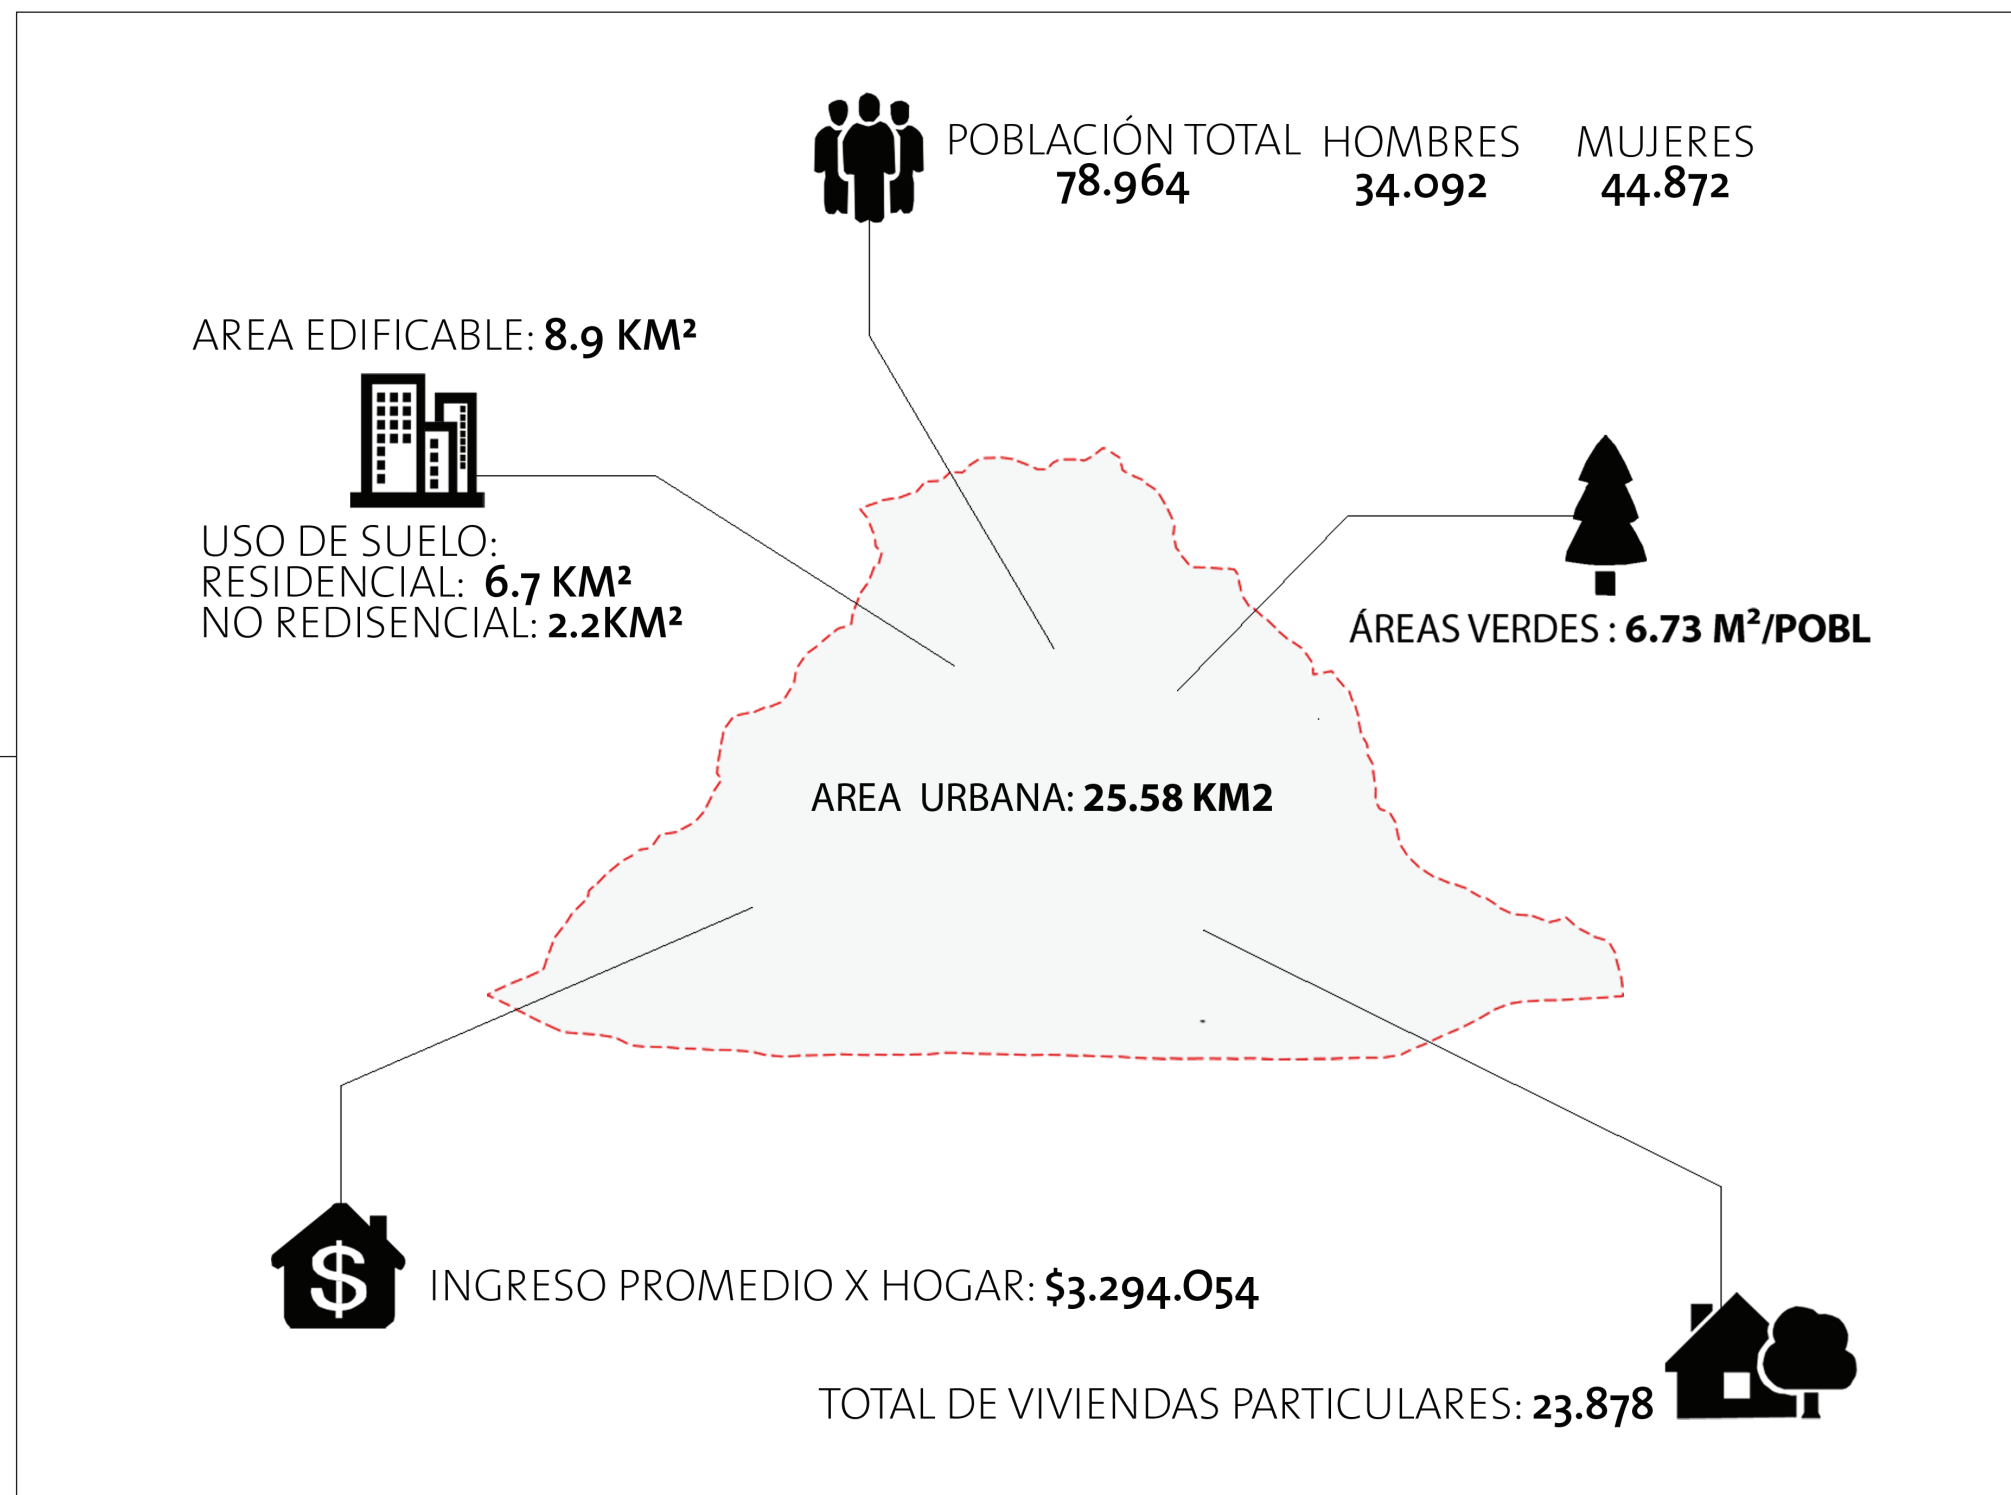 POBLACIÓN TOTAL HOMBRES MUJERES
78.964 34.092 44.872
AREA EDIFICABLE: 8.9 KM²
USO DE SUELO:
RESIDENCIAL: 6.7 KM²
NO REDISENCIAL: 2.2KM²
ÁREAS VERDES : 6.73 M²/POBL
AREA URBANA: 25.58 KM2
$
INGRESO PROMEDIO X HOGAR: $3.294.054
TOTAL DE VIVIENDAS PARTICULARES: 23.878